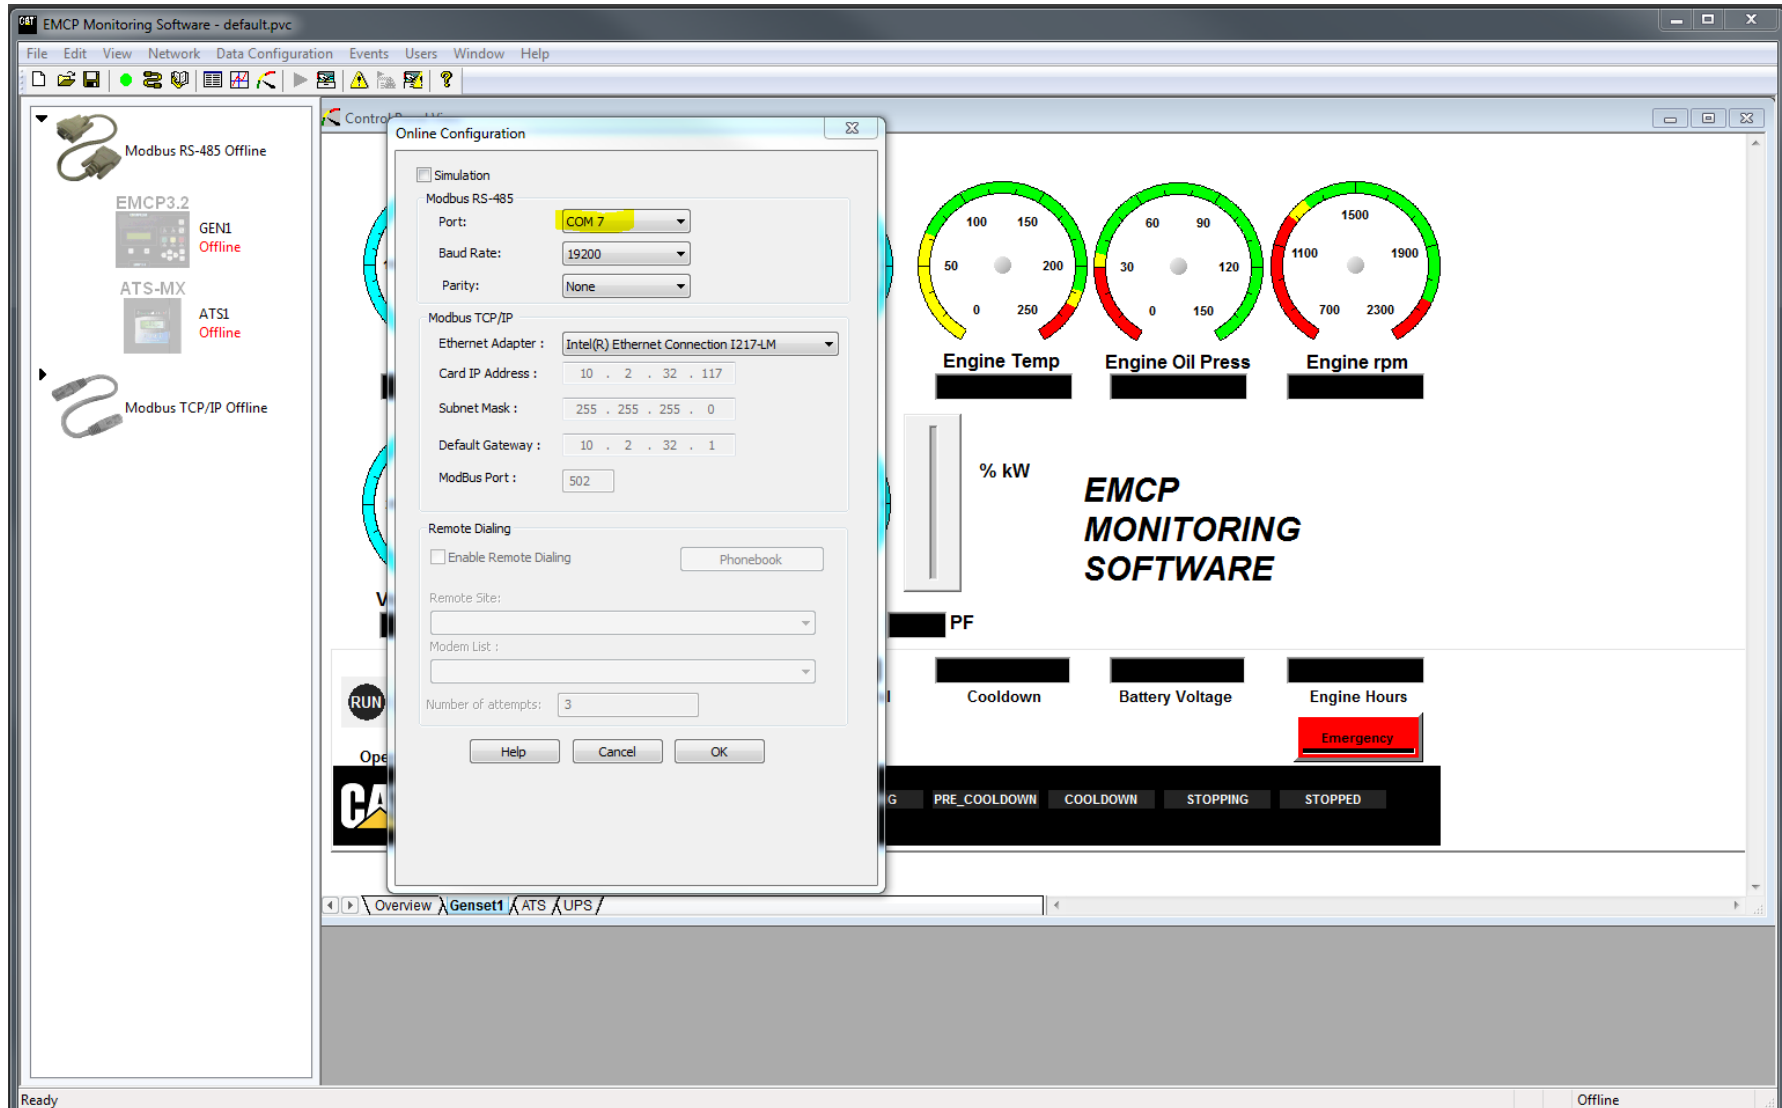 CAT EMCP Monitoring Software - default.pvc
File Edit View Network Data Configuration Events Users Window Help
Modbus RS-485 Offline
EMCP3.2
GEN1
Offline
ATS-MX
ATS1
Offline
Modbus TCP/IP Offline
Online Configuration
Simulation
Modbus RS-485
Port: COM 7
Baud Rate: 19200
Parity: None
Modbus TCP/IP
Ethernet Adapter : Intel(R) Ethernet Connection I217-LM
Card IP Address : 10 . 2 . 32 . 117
Subnet Mask : 255 . 255 . 255 . 0
Default Gateway : 10 . 2 . 32 . 1
ModBus Port : 502
Remote Dialing
Enable Remote Dialing Phonebook
Remote Site:
Modem List :
Number of attempts: 3
Help Cancel OK
100 150
50 200
0 250
Engine Temp
60 90
30 120
0 150
Engine Oil Press
1500
1100 1900
700 2300
Engine rpm
% kW
EMCP
MONITORING
SOFTWARE
PF
RUN
Cooldown Battery Voltage Engine Hours
Emergency
PRE_COOLDOWN COOLDOWN STOPPING STOPPED
Overview Genset1 ATS UPS
Ready Offline